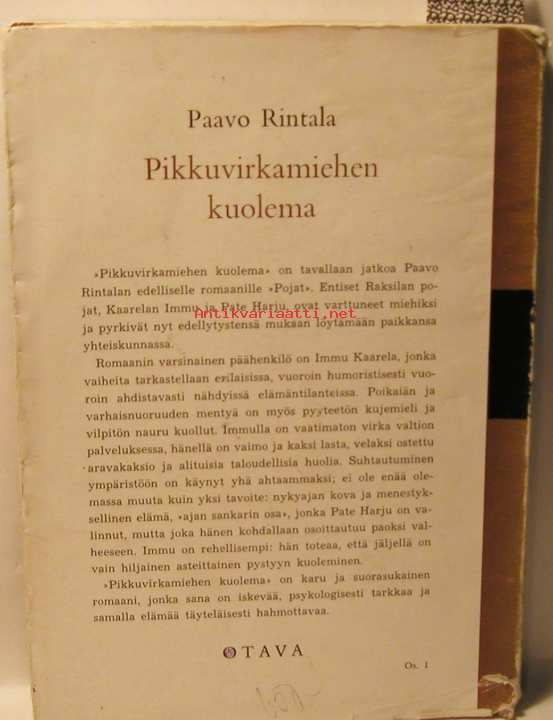 Paavo Rintala
Pikkuvirkamiehen
kuolema
»Pikkuvirkamiehen kuolema» on tavallaan jatkoa Paavo
Rintalan edelliselle romaanille »Pojat». Entiset Raksilan po-
jat, Kaarelan Immu ja Pate Harju, ovat varttuneet miehiksi
Antikvariaatti.net
ja pyrkivät nyt edellytystensä mukaan löytämään paikkansa
yhteiskunnassa.
Romaanin varsinainen päähenkilö on Immu Kaarela, jonka
vaiheita tarkastellaan erilaisissa, vuoroin humoristisesti vuo-
roin ahdistavasti nähdyissä elämäntilanteissa. Poikaiän ja
varhaisnuoruuden mentyä on myös pyyteetön kujemieli ja
vilpitön nauru kuollut. Immulla on vaatimaton virka valtion
palveluksessa, hänellä on vaimo ja kaksi lasta, velaksi ostettu
aravakaksio ja alituisia taloudellisia huolia. Suhtautuminen
ympäristöön on käynyt yhä ahtaammaksi; ei ole enää ole-
massa muuta kuin yksi tavoite: nykyajan kova ja menestyk-
sellinen elämä, »ajan sankarin osa», jonka Pate Harju on va-
linnut, mutta joka hänen kohdallaan osoittautuu paoksi val-
heeseen. Immu on rehellisempi: hän toteaa, että jäljellä on
vain hiljainen asteittainen pystyyn kuoleminen.
»Pikkuvirkamiehen kuolema» on karu ja suorasukainen
romaani, jonka sana on iskevää, psykologisesti tarkkaa ja
samalla elämää täyteläisesti hahmottavaa.
OTAVA
Os. 1